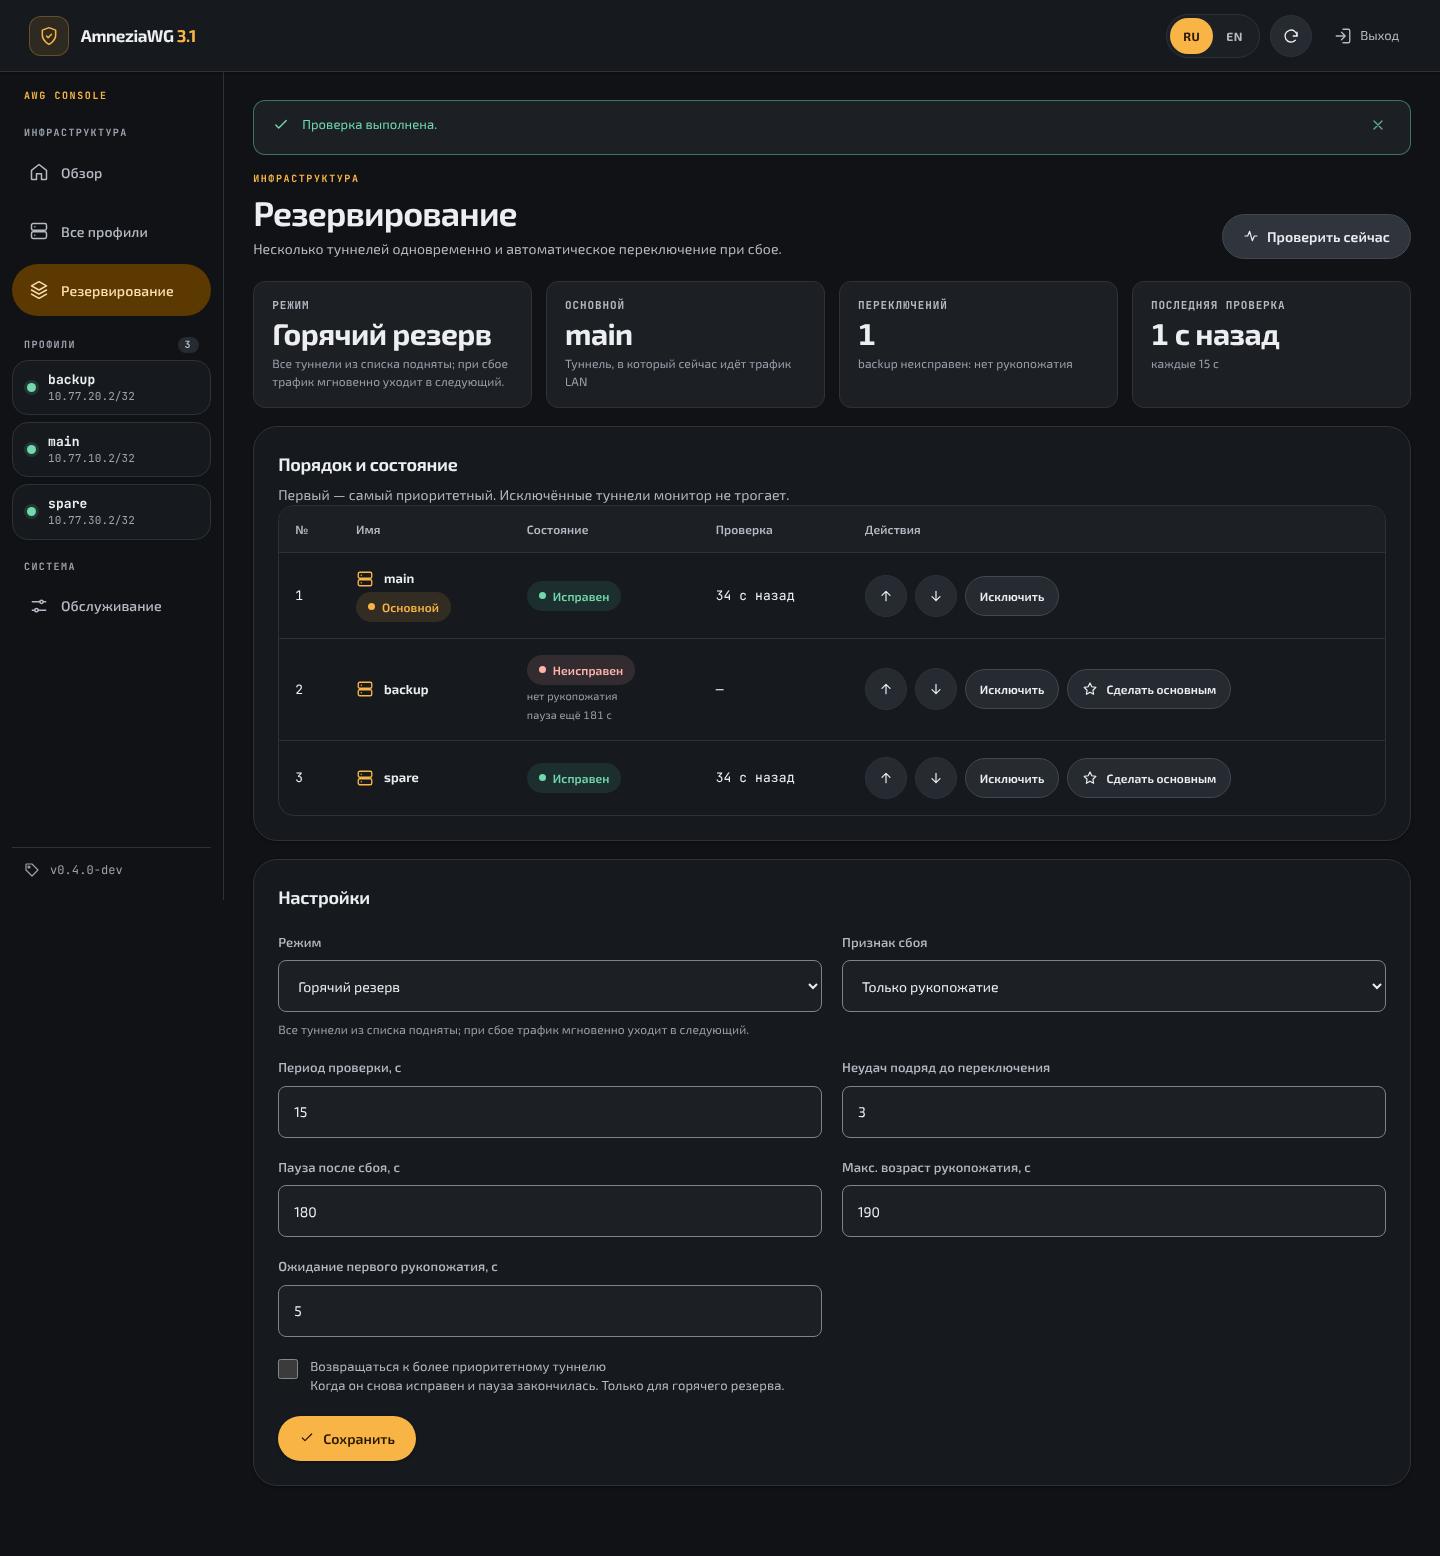 AmneziaWG 3.1
RU
EN
Выход
AWG CONSOLE
ИНФРАСТРУКТУРА
Обзор
Все профили
Резервирование
ПРОФИЛИ
3
backup
10.77.20.2/32
main
10.77.10.2/32
spare
10.77.30.2/32
СИСТЕМА
Обслуживание
v0.4.0-dev
Проверка выполнена.
ИНФРАСТРУКТУРА
Резервирование
Несколько туннелей одновременно и автоматическое переключение при сбое.
Проверить сейчас
РЕЖИМ
Горячий резерв
Все туннели из списка подняты; при сбое
трафик мгновенно уходит в следующий.
ОСНОВНОЙ
main
Туннель, в который сейчас идёт трафик
LAN
ПЕРЕКЛЮЧЕНИЙ
1
backup неисправен: нет рукопожатия
ПОСЛЕДНЯЯ ПРОВЕРКА
1 с назад
каждые 15 с
Порядок и состояние
Первый — самый приоритетный. Исключённые туннели монитор не трогает.
№ Имя Состояние Проверка Действия
1 main Исправен 34 с назад Исключить
Основной
2 backup Неисправен — Исключить Сделать основным
нет рукопожатия
пауза ещё 181 с
3 spare Исправен 34 с назад Исключить Сделать основным
Настройки
Режим
Горячий резерв
Все туннели из списка подняты; при сбое трафик мгновенно уходит в следующий.
Признак сбоя
Только рукопожатие
Период проверки, с
15
Неудач подряд до переключения
3
Пауза после сбоя, с
180
Макс. возраст рукопожатия, с
190
Ожидание первого рукопожатия, с
5
Возвращаться к более приоритетному туннелю
Когда он снова исправен и пауза закончилась. Только для горячего резерва.
Сохранить